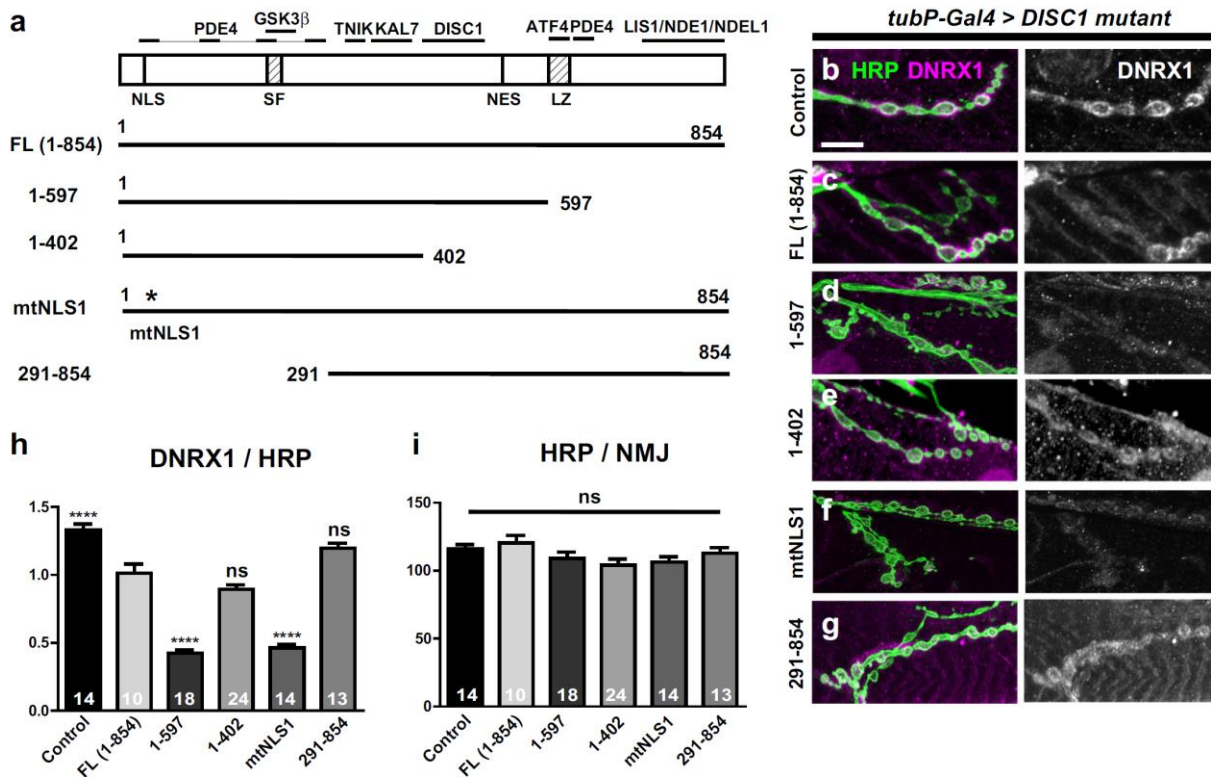 a
GSK3β
PDE4 TNIK KAL7 DISC1 ATF4 PDE4 LIS1/NDE1/NDEL1
NLS SF NES LZ
FL (1-854) 1 854
1-597 1 597
1-402 1 402
mtNLS1 1 * 854
mtNLS1
291-854 291 854
tubP-Gal4 > DISC1 mutant
Control b HRP DNRX1 DNRX1
FL (1-854) c
1-597 d
1-402 e
mtNLS1 f
291-854 g
h
DNRX1 / HRP
1.5
1.0
0.5
0.0
**** **** ns **** ns
14 10 18 24 14 13
Control FL (1-854) 1-597 1-402 mtNLS1 291-854
i
HRP / NMJ
ns
150
100
50
0
14 10 18 24 14 13
Control FL (1-854) 1-597 1-402 mtNLS1 291-854